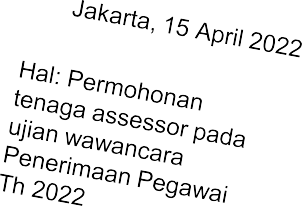 Jakarta, 15 April 2022
Hal: Permohonan
tenaga assessor pada
ujian wawancara
Penerimaan Pegawai
Th 2022